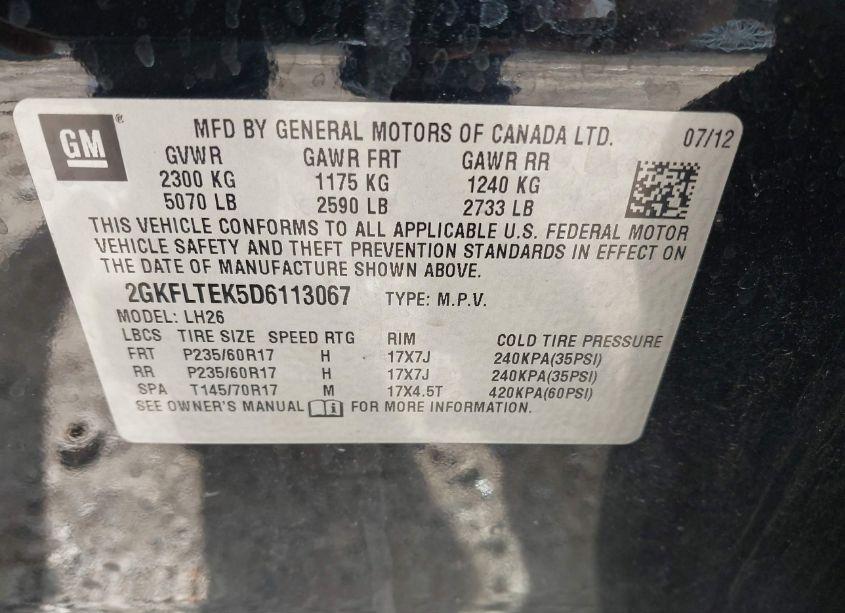 GM® MFD BY GENERAL MOTORS OF CANADA LTD. 07/12
GVWR GAWR FRT GAWR RR
2300 KG 1175 KG 1240 KG
5070 LB 2590 LB 2733 LB
THIS VEHICLE CONFORMS TO ALL APPLICABLE U.S. FEDERAL MOTOR
VEHICLE SAFETY AND THEFT PREVENTION STANDARDS IN EFFECT ON
THE DATE OF MANUFACTURE SHOWN ABOVE.
2GKFLTEK5D6113067 TYPE: M.P.V.
MODEL: LH26
LBCS TIRE SIZE SPEED RTG RIM COLD TIRE PRESSURE
FRT P235/60R17 H 17X7J 240KPA(35PSI)
RR P235/60R17 H 17X7J 240KPA(35PSI)
SPA T145/70R17 M 17X4.5T 420KPA(60PSI)
SEE OWNER'S MANUAL i FOR MORE INFORMATION.